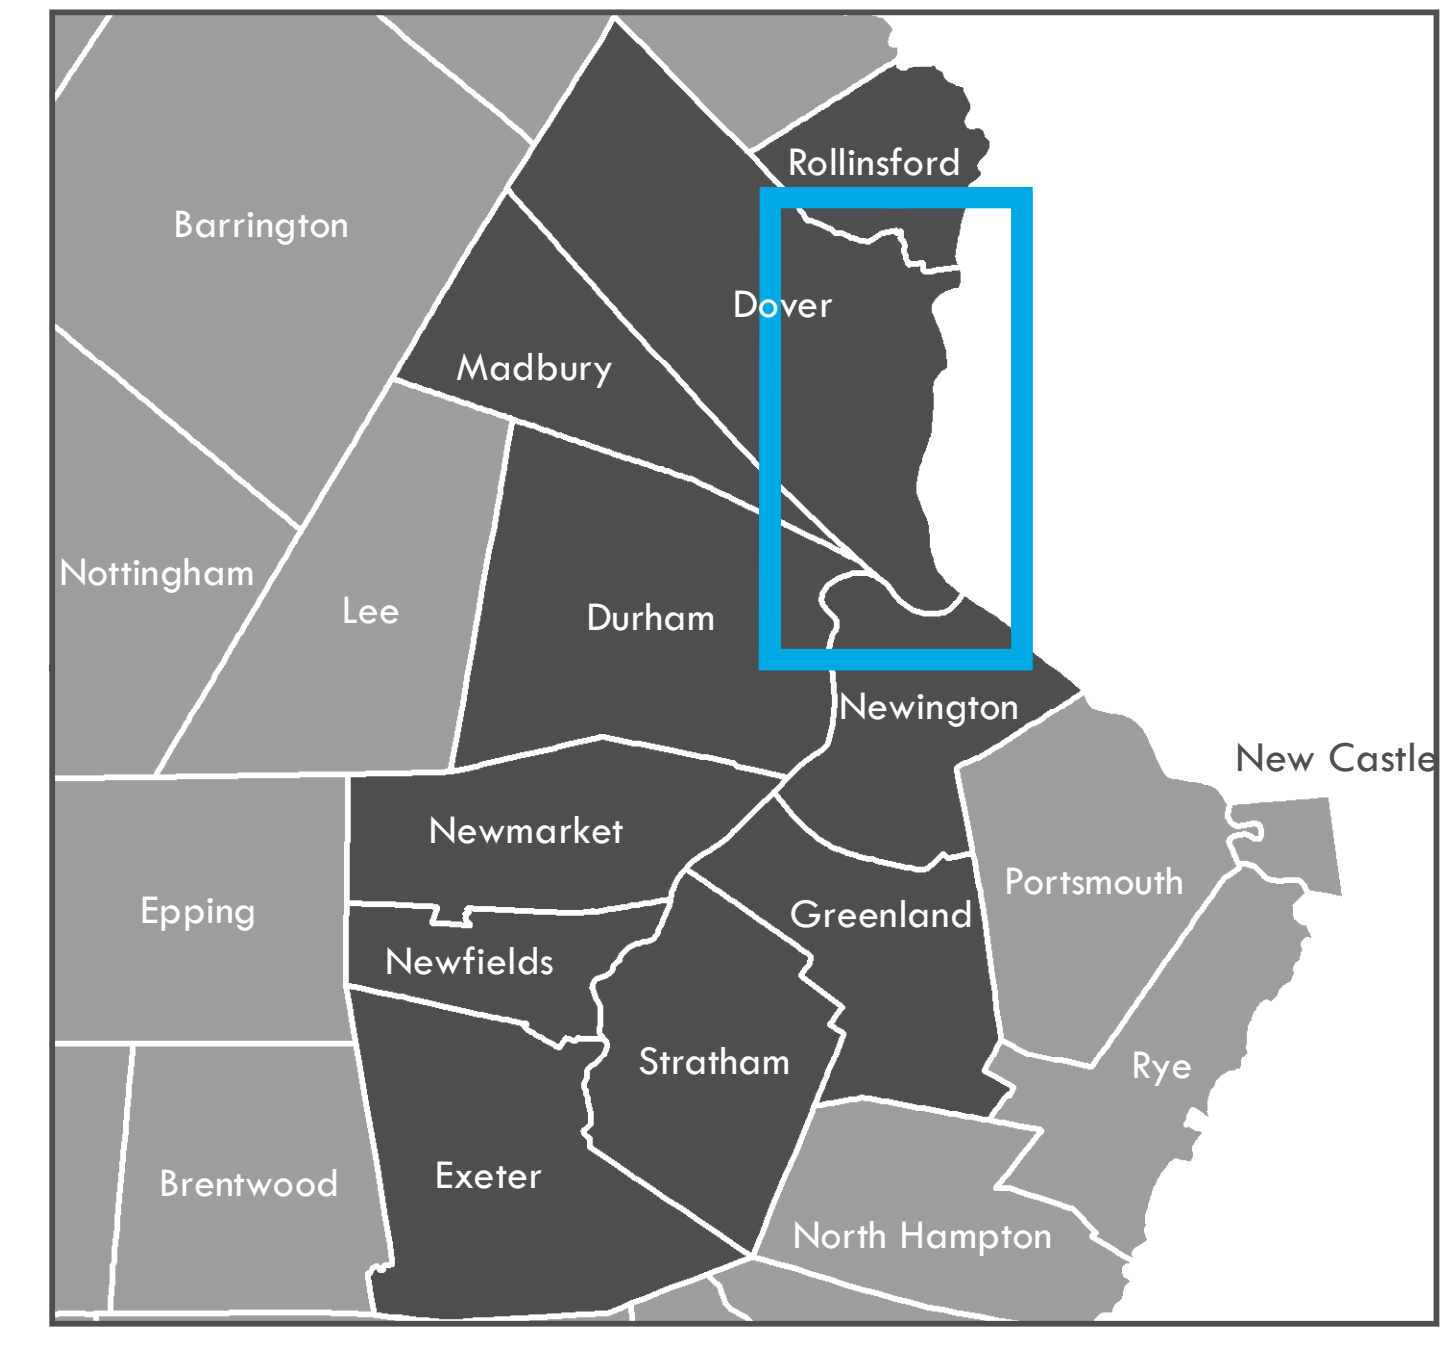 Rollinsford
Barrington
Dover
Madbury
Nottingham
Lee
Durham
Newington
New Castle
Newmarket
Portsmouth
Epping
Greenland
Newfields
Stratham
Rye
Exeter
Brentwood
North Hampton